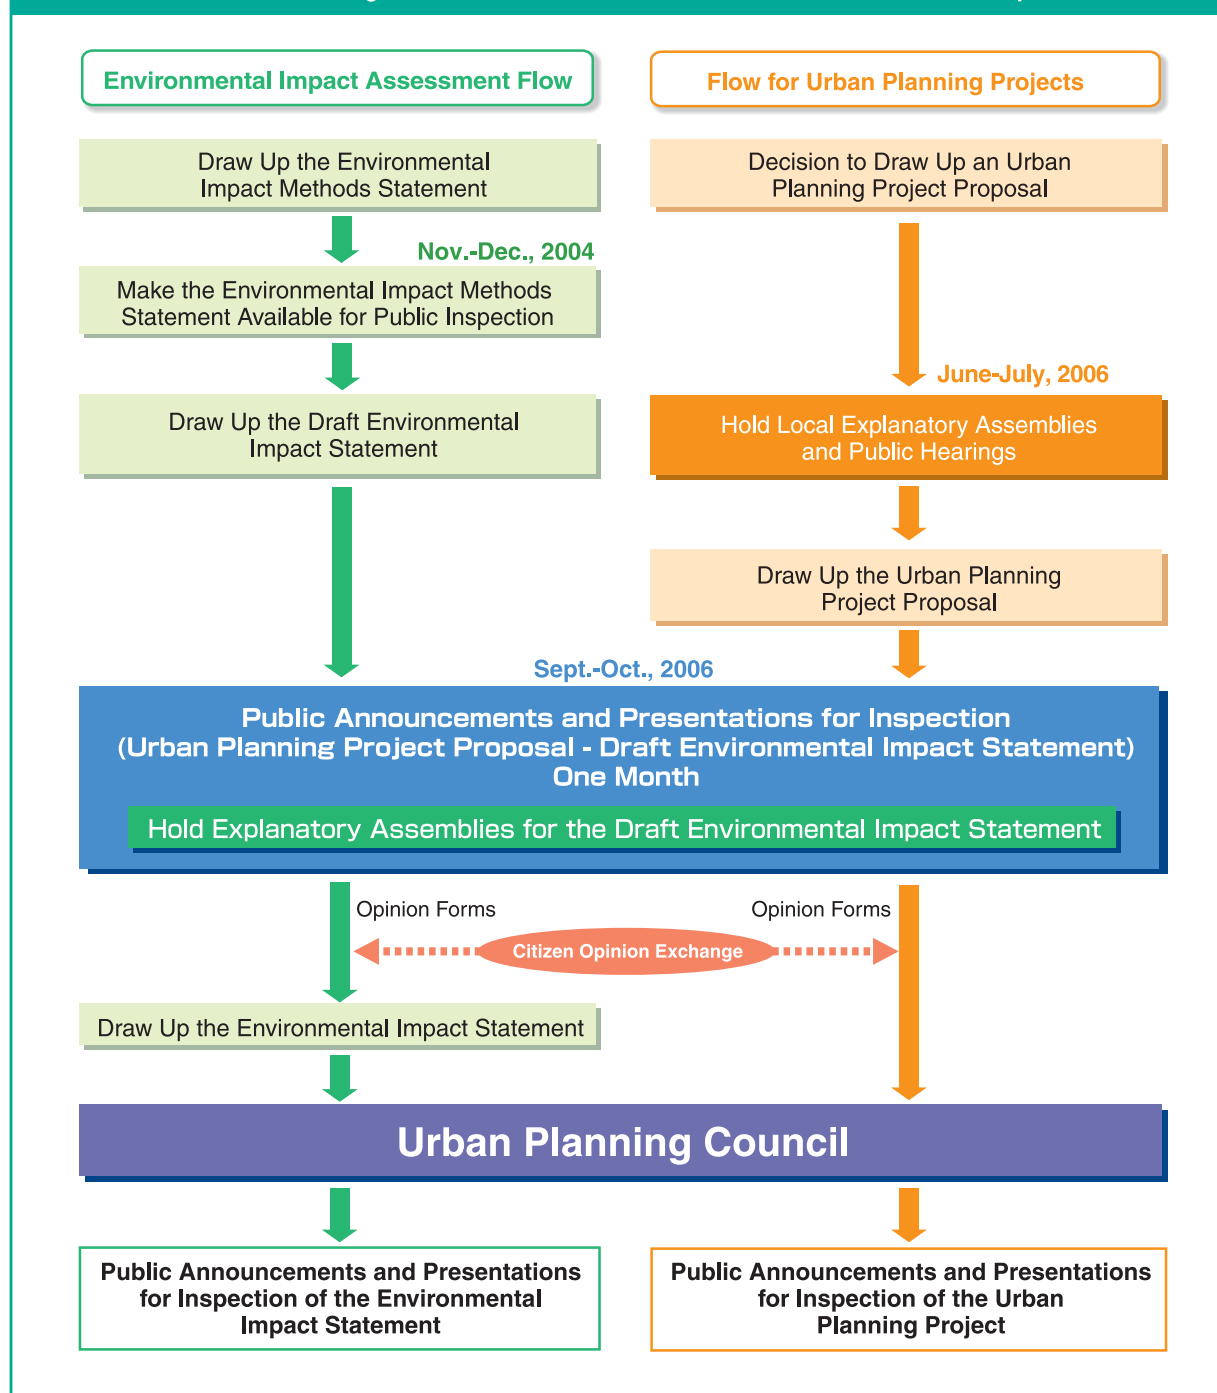 Environmental Impact Assessment Flow
Flow for Urban Planning Projects
Draw Up the Environmental
Impact Methods Statement
Decision to Draw Up an Urban
Planning Project Proposal
Nov.-Dec., 2004
Make the Environmental Impact Methods
Statement Available for Public Inspection
June-July, 2006
Draw Up the Draft Environmental
Impact Statement
Hold Local Explanatory Assemblies
and Public Hearings
Draw Up the Urban Planning
Project Proposal
Sept.-Oct., 2006
Public Announcements and Presentations for Inspection
(Urban Planning Project Proposal - Draft Environmental Impact Statement)
One Month
Hold Explanatory Assemblies for the Draft Environmental Impact Statement
Opinion Forms
Opinion Forms
Citizen Opinion Exchange
Draw Up the Environmental Impact Statement
Urban Planning Council
Public Announcements and Presentations
for Inspection of the Environmental
Impact Statement
Public Announcements and Presentations
for Inspection of the Urban
Planning Project